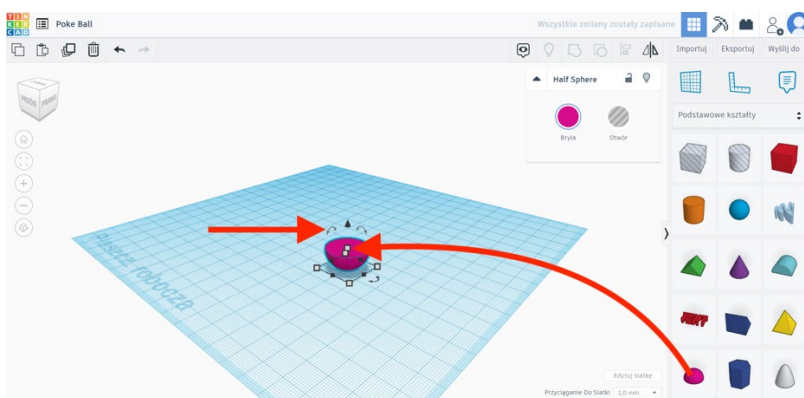 TIN
KER
CAD
Poke Ball
Wszystkie zmiany zostały zapisane
Importuj Eksportuj Wyślij do
Half Sphere
Bryła Otwór
Podstawowe kształty
Płaszcz robocza
Edytuj siatkę
Przyciąganie Do Siatki 1,0 mm